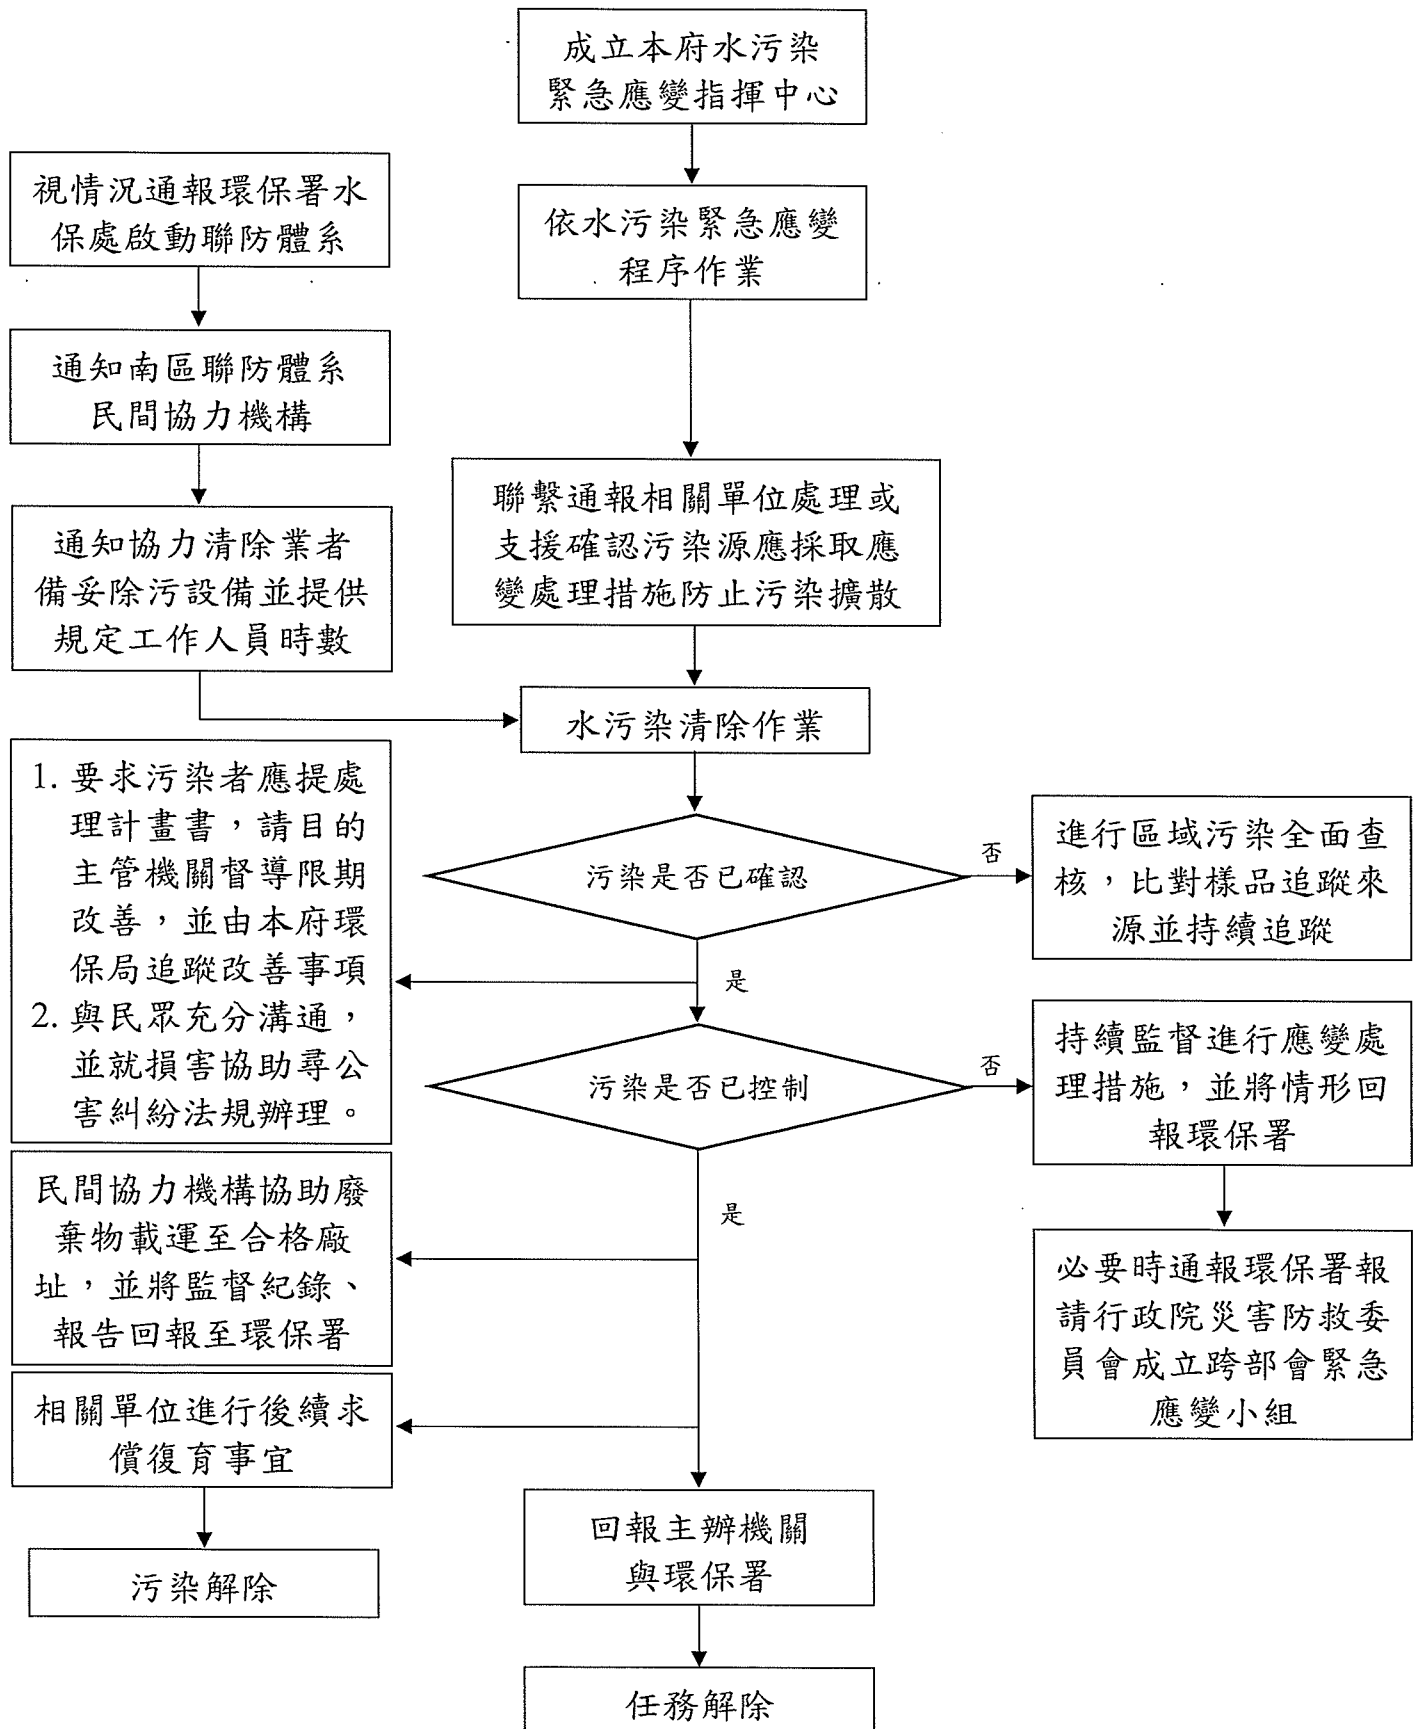 成立本府水污染
緊急應變指揮中心
視情況通報環保署水
保處啟動聯防體系
依水污染緊急應變
程序作業
通知南區聯防體系
民間協力機構
聯繫通報相關單位處理或
支援確認污染源應採取應
變處理措施防止污染擴散
通知協力清除業者
備妥除污設備並提供
規定工作人員時數
水污染清除作業
1. 要求污染者應提處
理計畫書，請目的
主管機關督導限期
改善，並由本府環
保局追蹤改善事項
2. 與民眾充分溝通，
並就損害協助尋公
害糾紛法規辦理。
污染是否已確認
否
進行區域污染全面查
核，比對樣品追蹤來
源並持續追蹤
是
污染是否已控制
否
持續監督進行應變處
理措施，並將情形回
報環保署
是
民間協力機構協助廢
棄物載運至合格廠
址，並將監督紀錄、
報告回報至環保署
必要時通報環保署報
請行政院災害防救委
員會成立跨部會緊急
應變小組
相關單位進行後續求
償復育事宜
回報主辦機關
與環保署
污染解除
任務解除